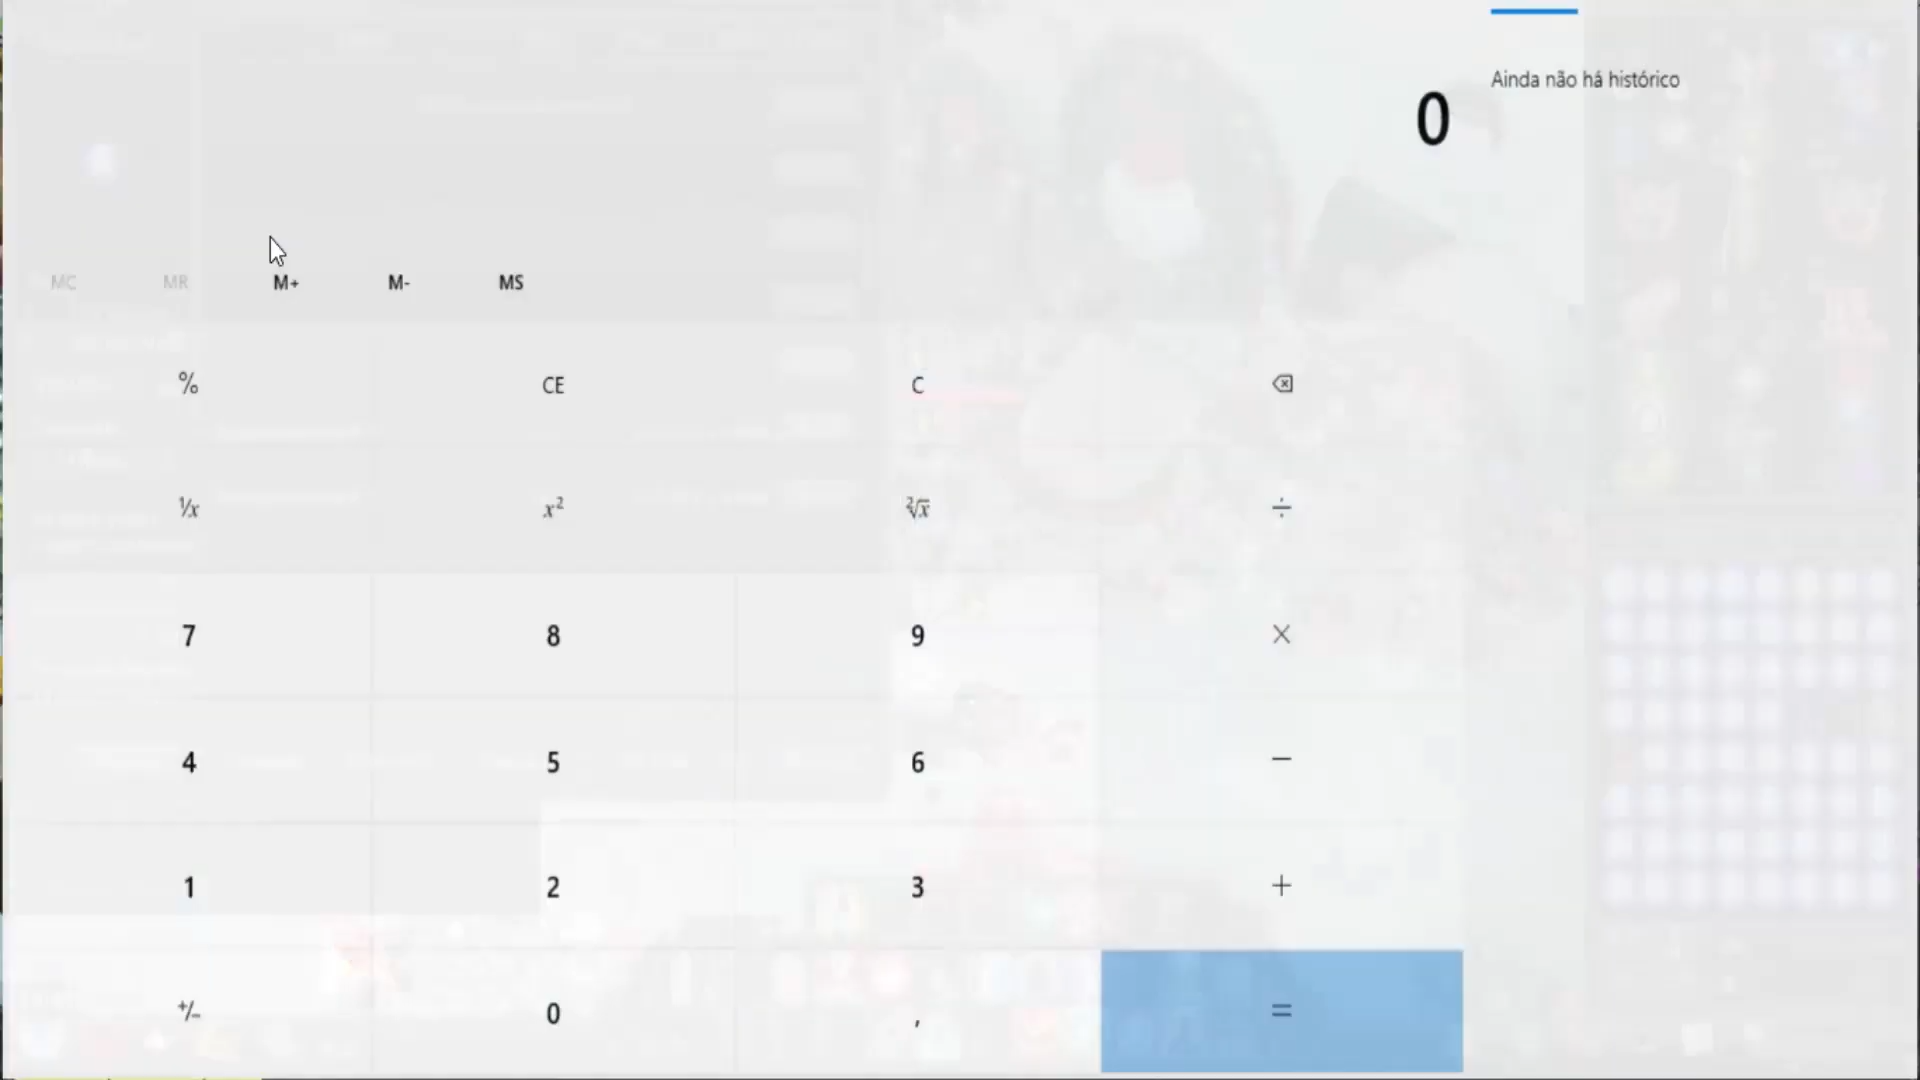 Ainda não há histórico
0
MC MR M+ M- MS
% CE C
⅟x x² ²√x ÷
7 8 9 ×
4 5 6 −
1 2 3 +
+/− 0 , =